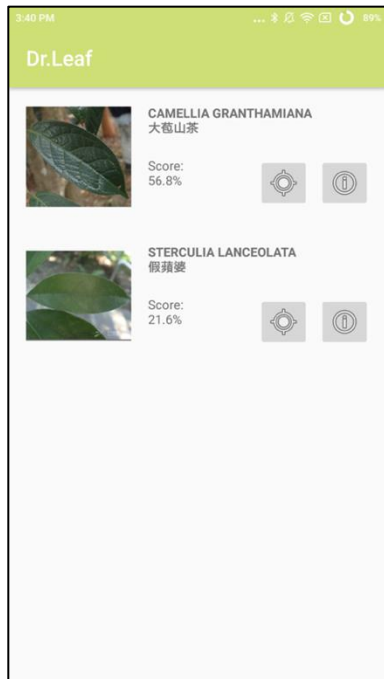 3:40 PM ... 89%
Dr.Leaf
CAMELLIA GRANTHAMIANA
大苞山茶
Score:
56.8%
STERCULIA LANCEOLATA
假蘋婆
Score:
21.6%